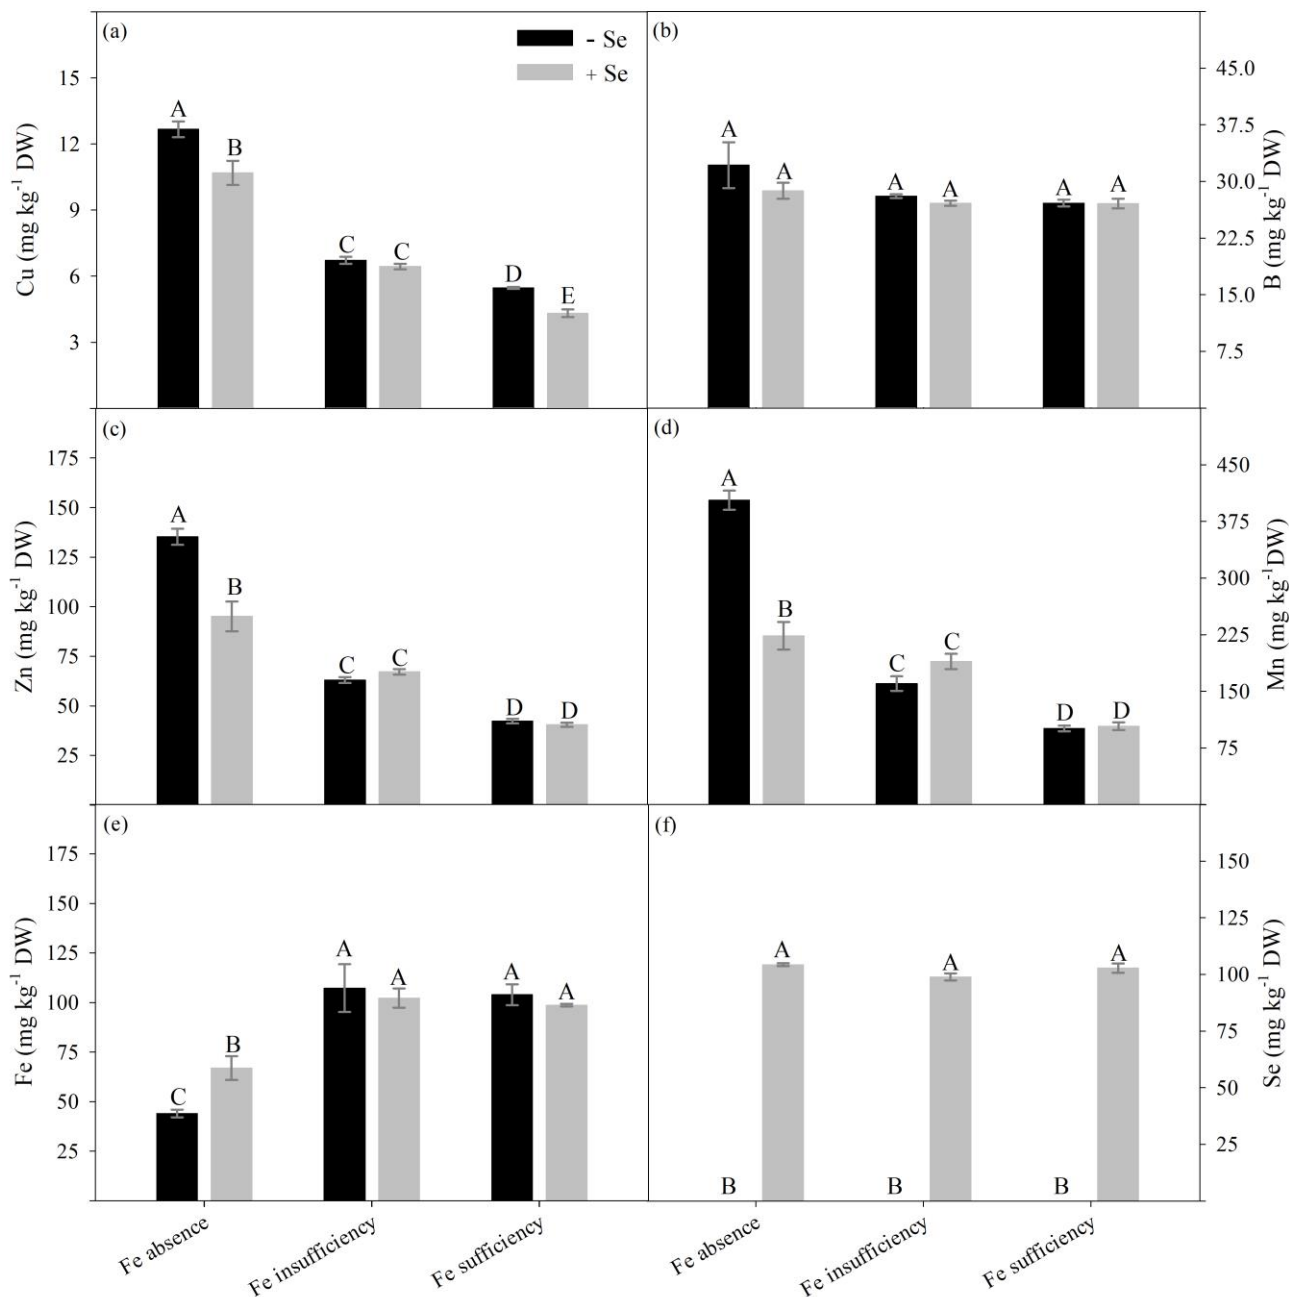 (a)
- Se
+ Se
15
12
9
6
3
Cu (mg kg-1 DW)
A
B
C
C
D
E
(b)
45.0
37.5
30.0
22.5
15.0
7.5
B (mg kg-1 DW)
A
A
A
A
A
A
(c)
175
150
125
100
75
50
25
Zn (mg kg-1 DW)
A
B
C
C
D
D
(d)
450
375
300
225
150
75
Mn (mg kg-1DW)
A
B
C
C
D
D
(e)
175
150
125
100
75
50
25
Fe (mg kg-1 DW)
C
B
A
A
A
A
Fe absence
Fe insufficiency
Fe sufficiency
(f)
150
125
100
75
50
25
Se (mg kg-1 DW)
B
A
B
A
B
A
Fe absence
Fe insufficiency
Fe sufficiency